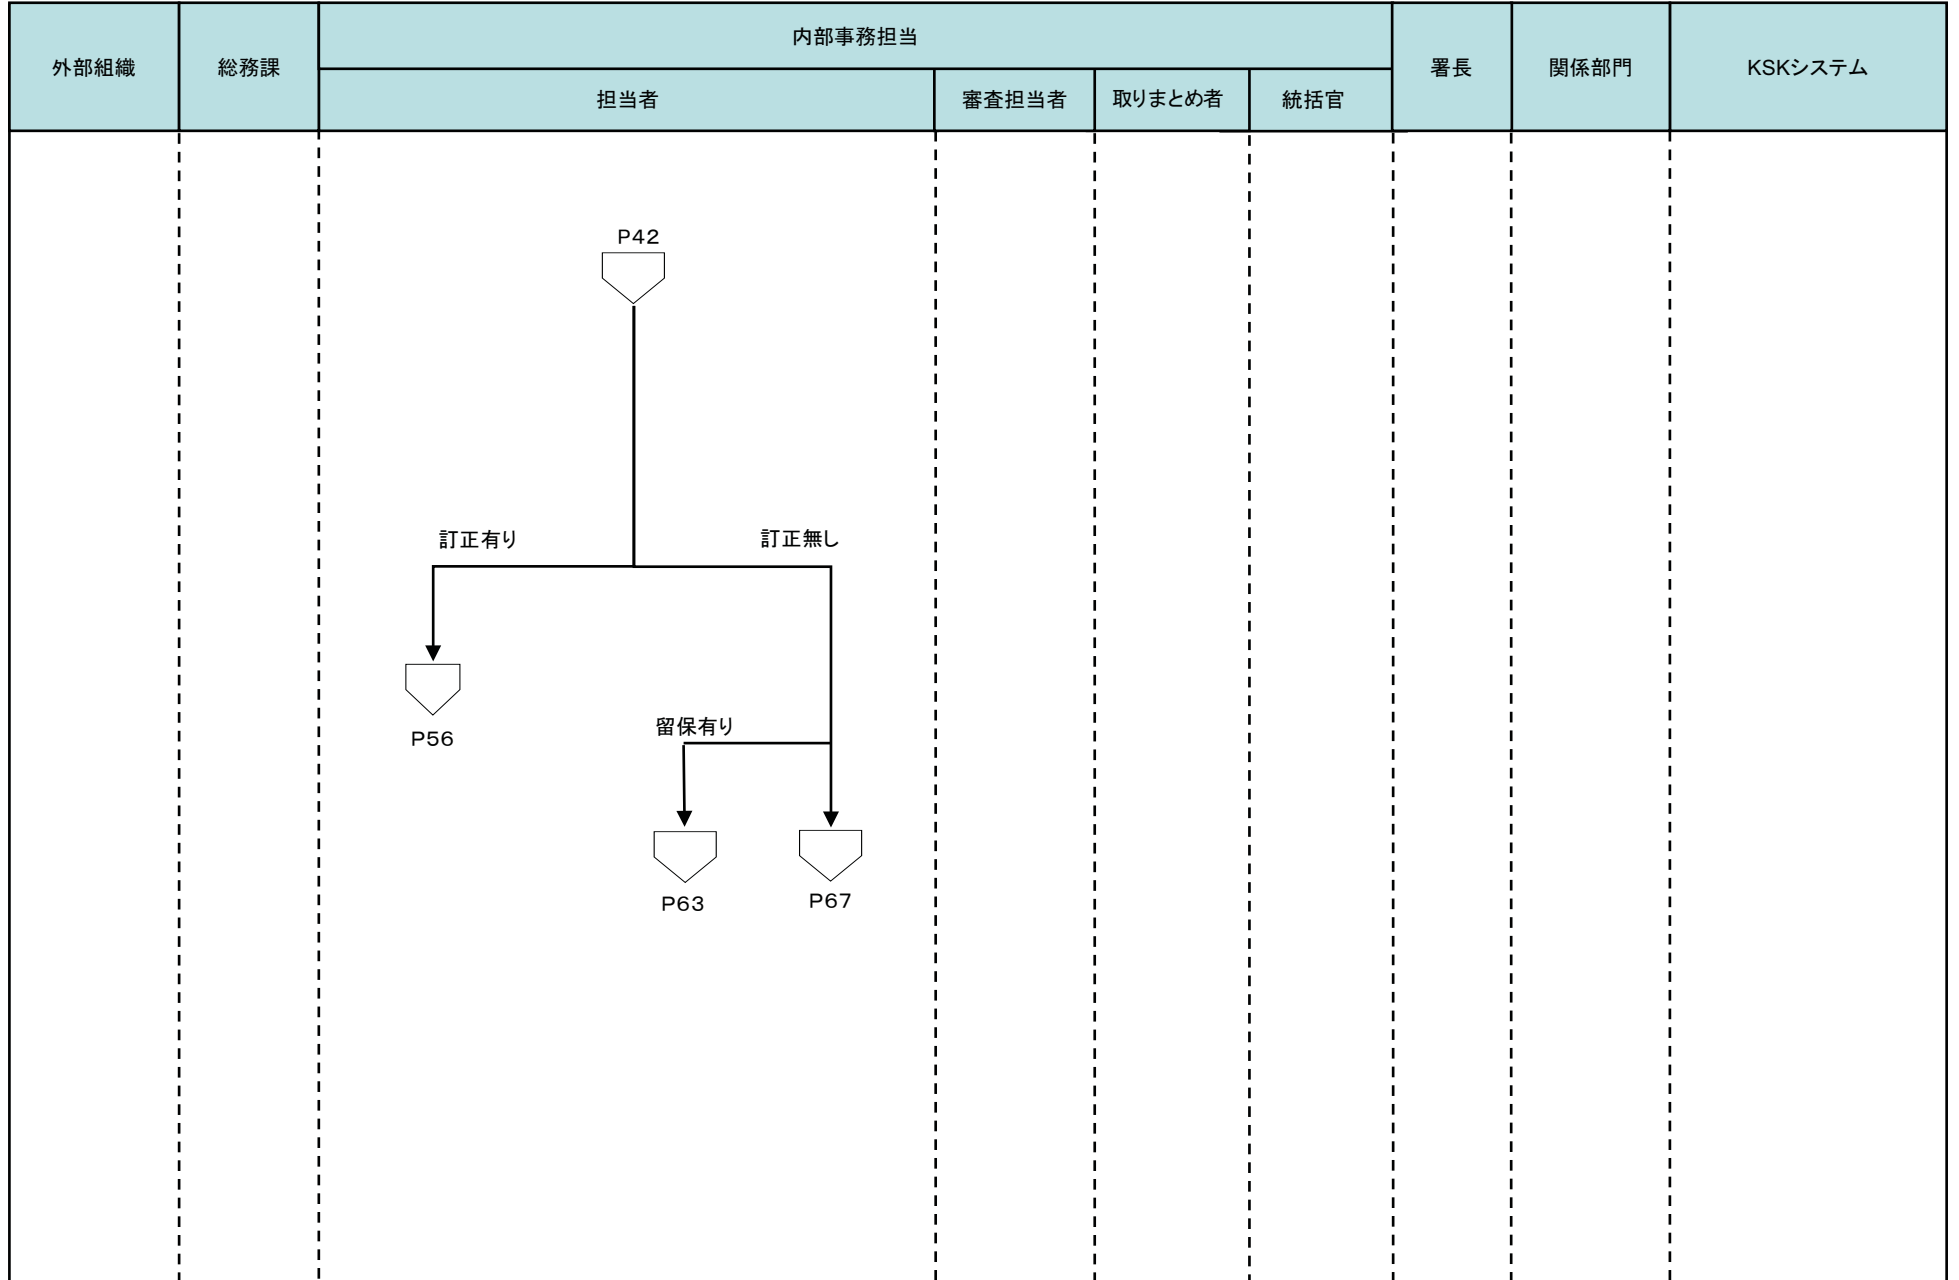 外部組織
総務課
内部事務担当
担当者
審査担当者
取りまとめ者
統括官
署長
関係部門
KSKシステム
P42
訂正有り
訂正無し
P56
留保有り
P63
P67